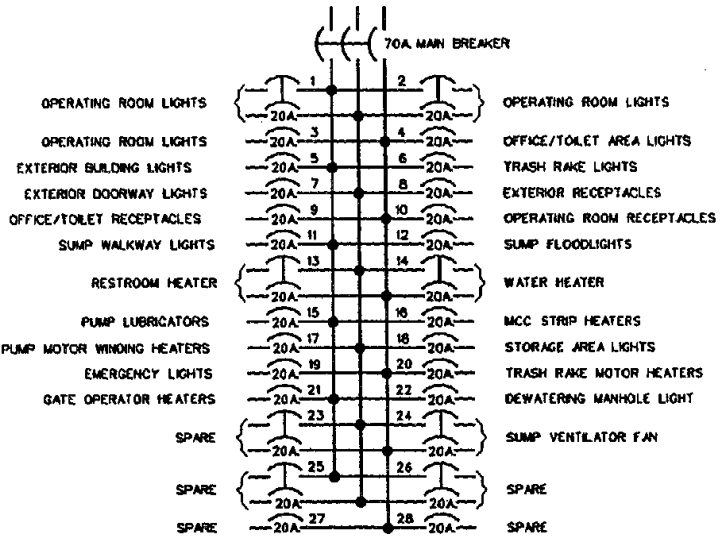 70A MAIN BREAKER
1 2
OPERATING ROOM LIGHTS 20A 20A OPERATING ROOM LIGHTS
20A 20A
OPERATING ROOM LIGHTS 20A 3 4 20A OFFICE/TOILET AREA LIGHTS
EXTERIOR BUILDING LIGHTS 20A 5 6 20A TRASH RAKE LIGHTS
EXTERIOR DOORWAY LIGHTS 20A 7 8 20A EXTERIOR RECEPTACLES
OFFICE/TOILET RECEPTACLES 20A 9 10 20A OPERATING ROOM RECEPTACLES
SUMP WALKWAY LIGHTS 20A 11 12 20A SUMP FLOODLIGHTS
13 14
RESTROOM HEATER 20A 20A WATER HEATER
PUMP LUBRICATORS 20A 15 16 20A MCC STRIP HEATERS
PUMP MOTOR WINDING HEATERS 20A 17 18 20A STORAGE AREA LIGHTS
EMERGENCY LIGHTS 20A 19 20 20A TRASH RAKE MOTOR HEATERS
GATE OPERATOR HEATERS 20A 21 22 20A DEWATERING MANHOLE LIGHT
23 24
SPARE 20A 20A SUMP VENTILATOR FAN
25 26
SPARE 20A 20A SPARE
SPARE 20A 27 28 20A SPARE